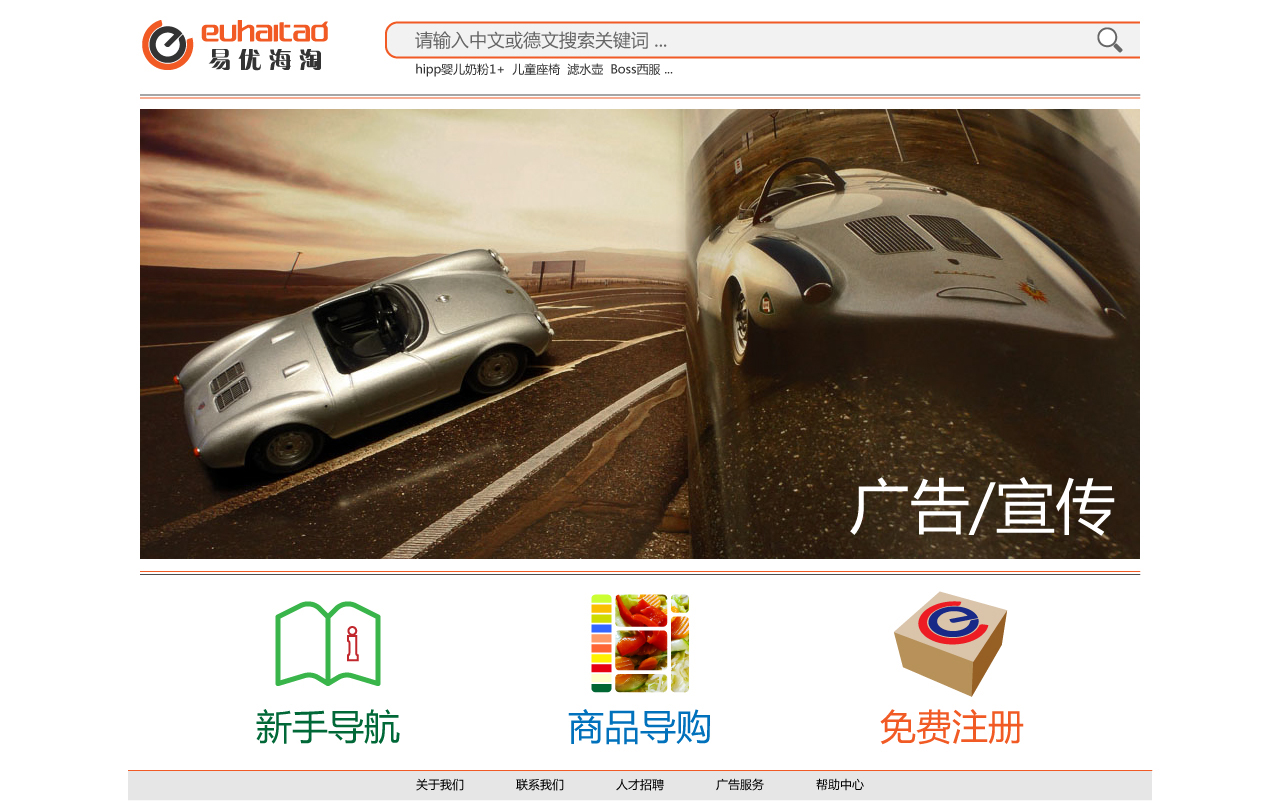 euhaitao
易优海淘
请输入中文或德文搜索关键词 ...
hipp婴儿奶粉1+ 儿童座椅 滤水壶 Boss西服 ...
广告/宣传
新手导航 商品导购 免费注册
关于我们 联系我们 人才招聘 广告服务 帮助中心